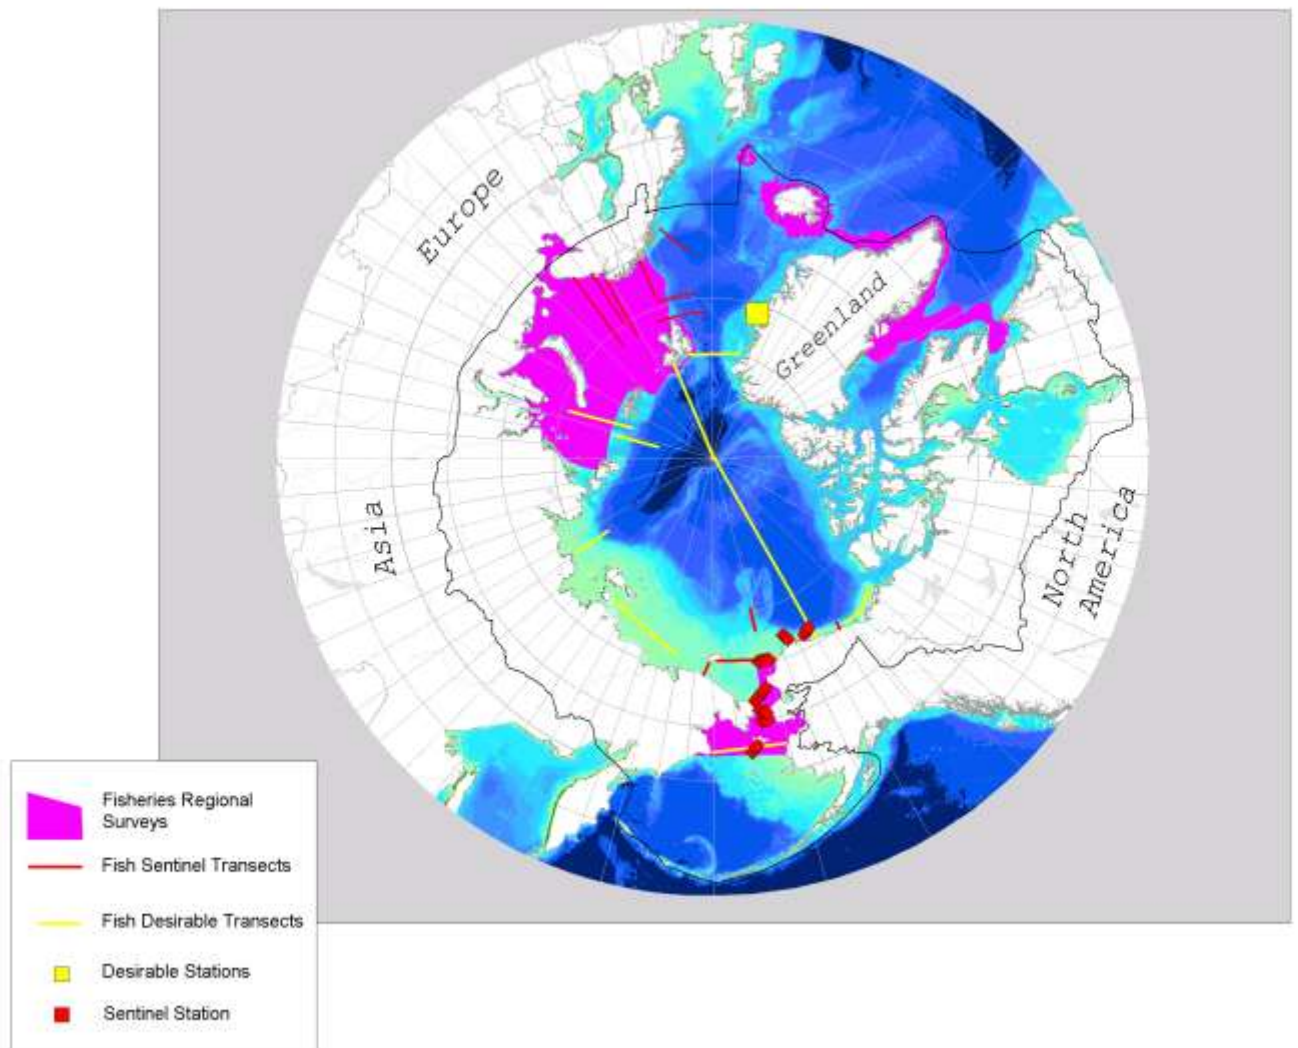 Europe
Greenland
Asia
North
America
Fisheries Regional
Surveys
Fish Sentinel Transects
Fish Desirable Transects
Desirable Stations
Sentinel Station